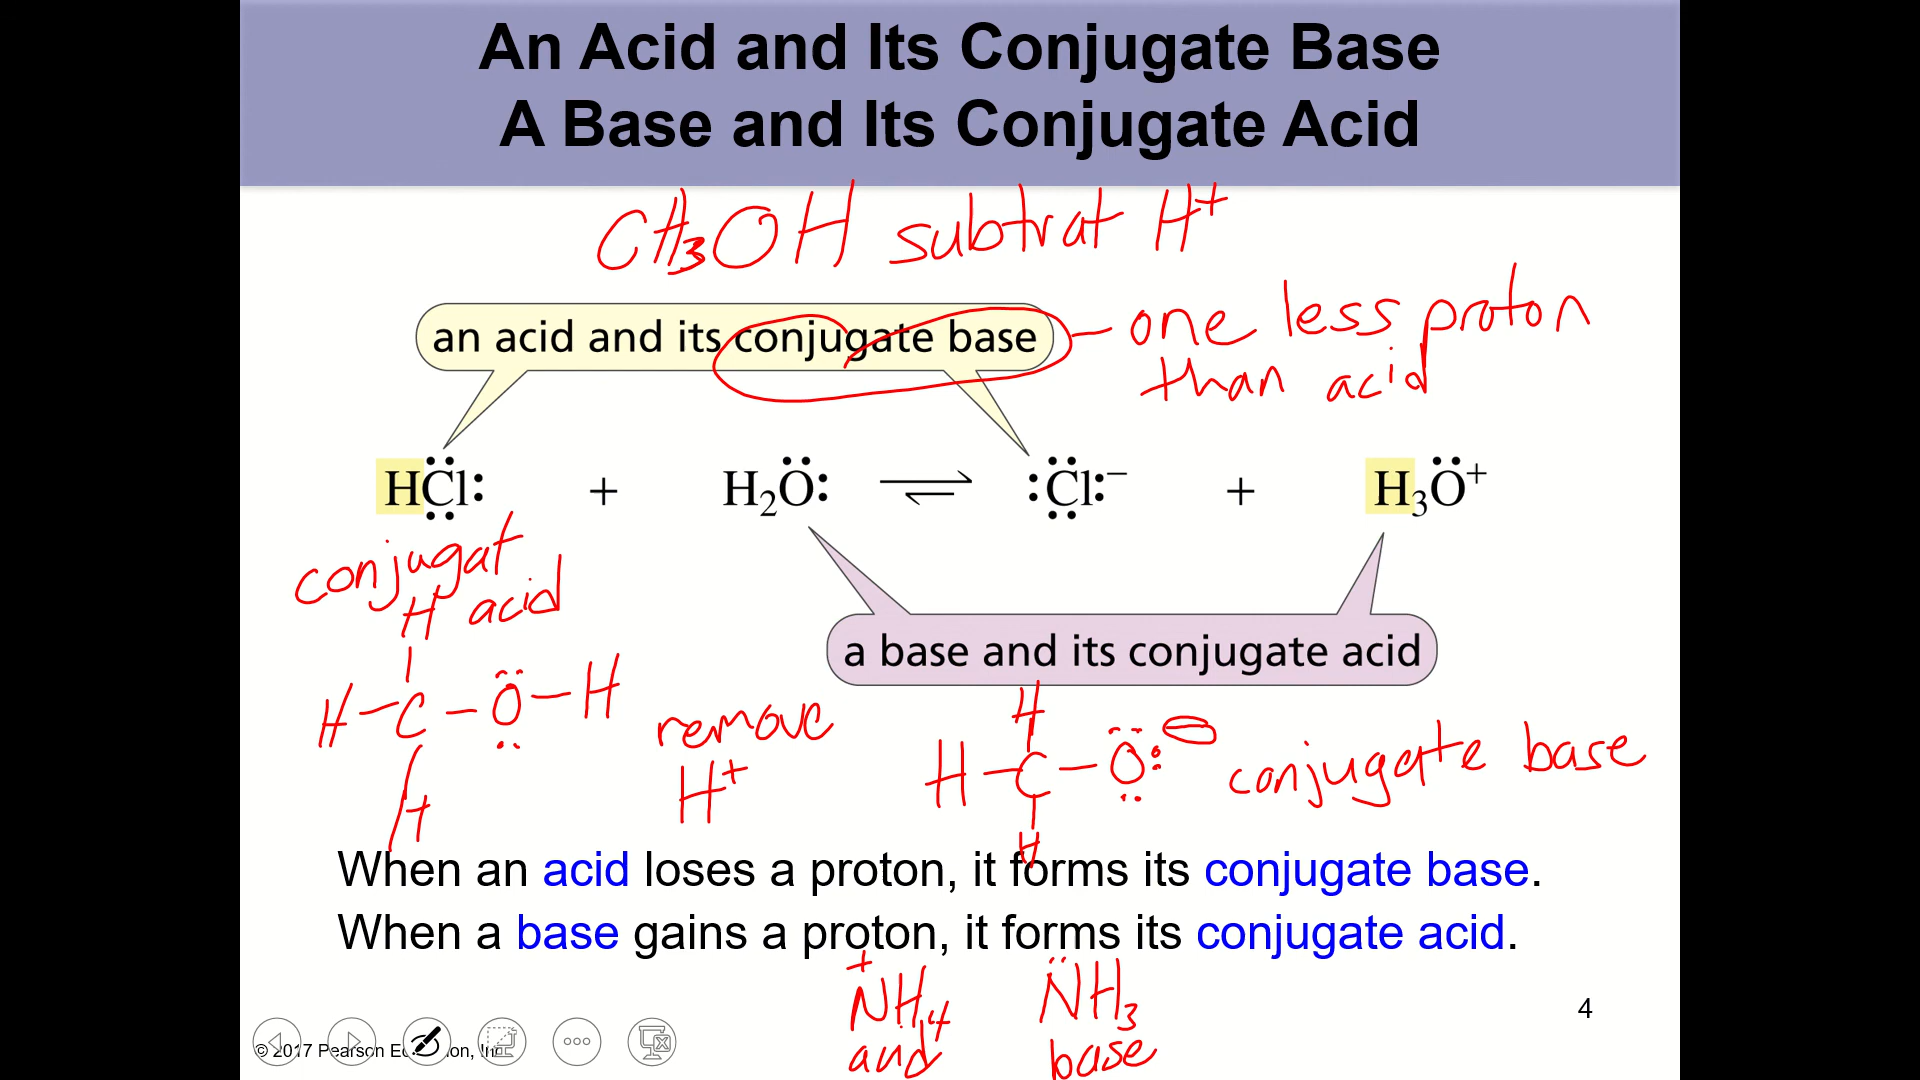 An Acid and Its Conjugate Base
A Base and Its Conjugate Acid
CH3OH subtrat H+
an acid and its conjugate base
one less proton
than acid
HCl + H₂O ⇌ Cl⁻ + H₃O⁺
conjugat
acid
a base and its conjugate acid
H
H-C-O-H
H
remove
H+
H
H-C-O
H
conjugate base
When an acid loses a proton, it forms its conjugate base.
When a base gains a proton, it forms its conjugate acid.
+
NH4 NH3
base
4
© 2017 Pearson